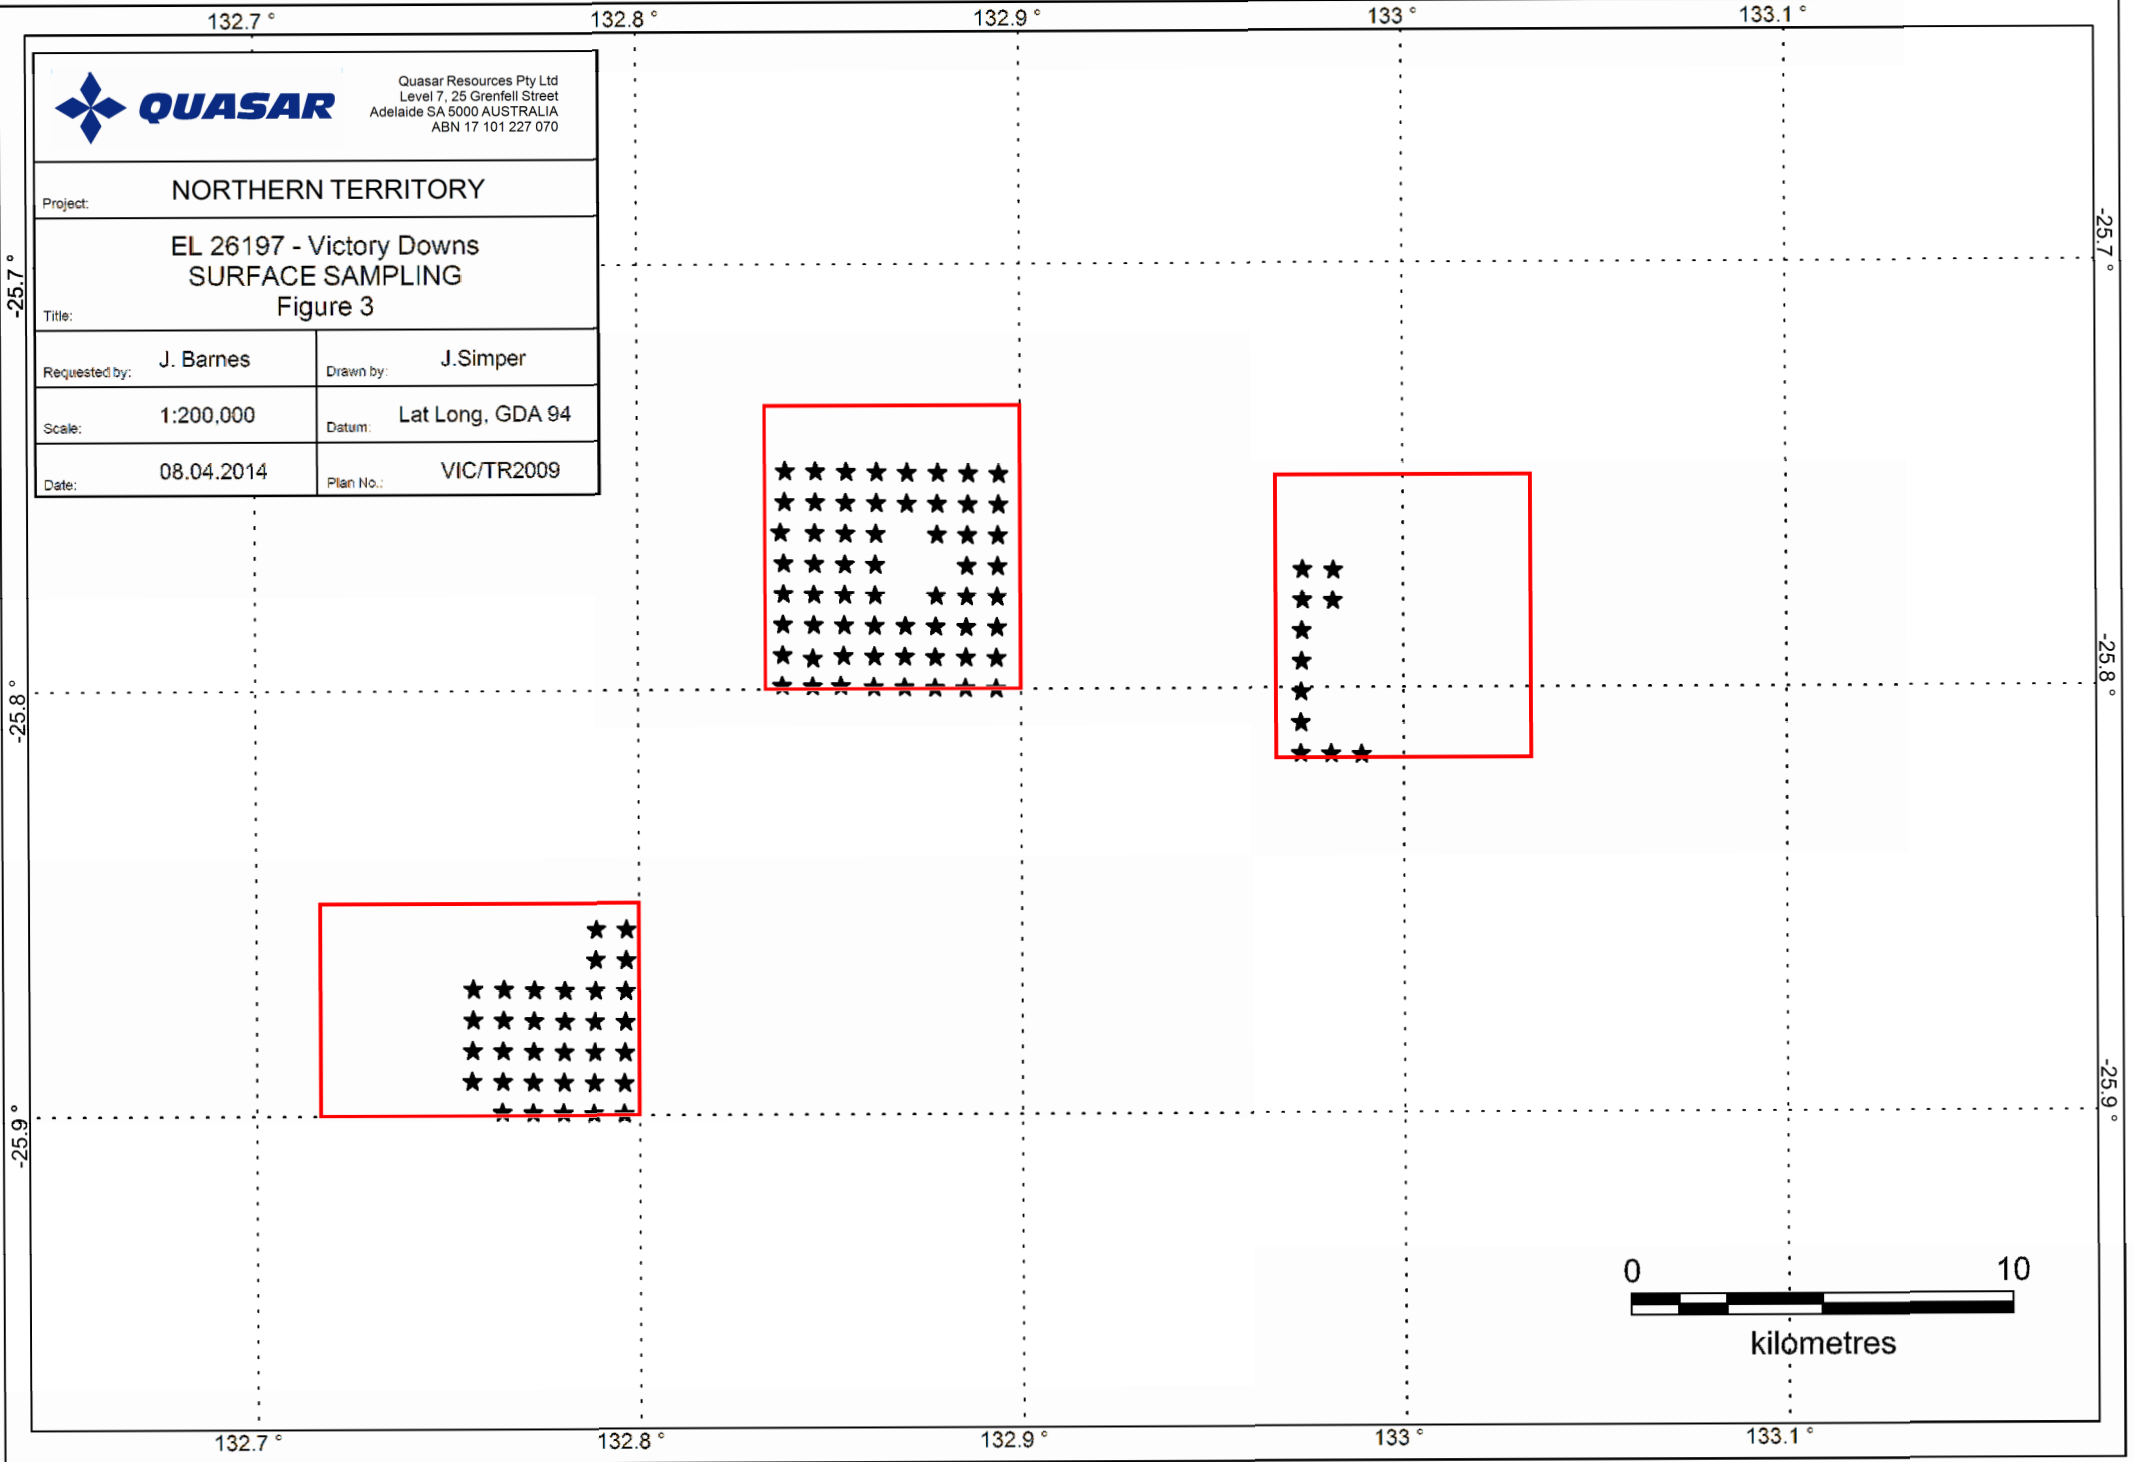 132.7 °
132.8 °
132.9 °
133 °
133.1 °
QUASAR
Quasar Resources Pty Ltd
Level 7, 25 Grenfell Street
Adelaide SA 5000 AUSTRALIA
ABN 17 101 227 070
Project: NORTHERN TERRITORY
EL 26197 - Victory Downs
SURFACE SAMPLING
Figure 3
Title:
Requested by: J. Barnes
Drawn by: J.Simper
Scale: 1:200,000
Datum: Lat Long, GDA 94
Date: 08.04.2014
Plan No.: VIC/TR2009
-25.7 °
-25.7 °
-25.8 °
-25.8 °
-25.9 °
-25.9 °
0 10
kilometres
132.7 °
132.8 °
132.9 °
133 °
133.1 °